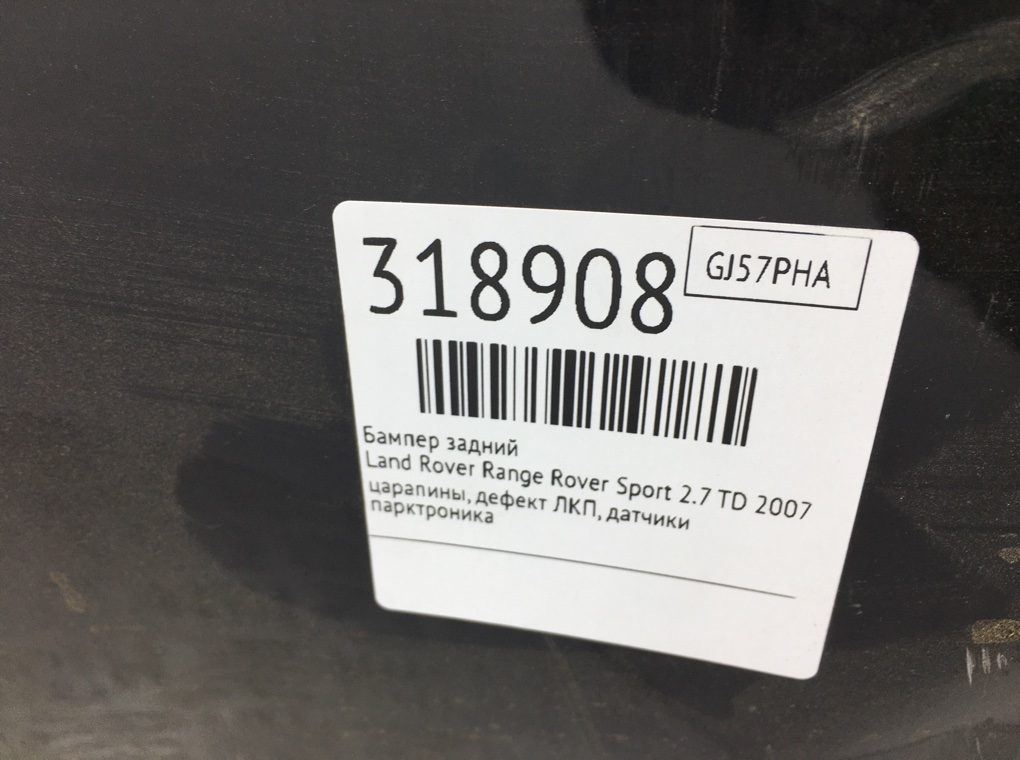 318908
GJ57PHA
Бампер задний
Land Rover Range Rover Sport 2.7 TD 2007
царапины, дефект ЛКП, датчики
парктроника